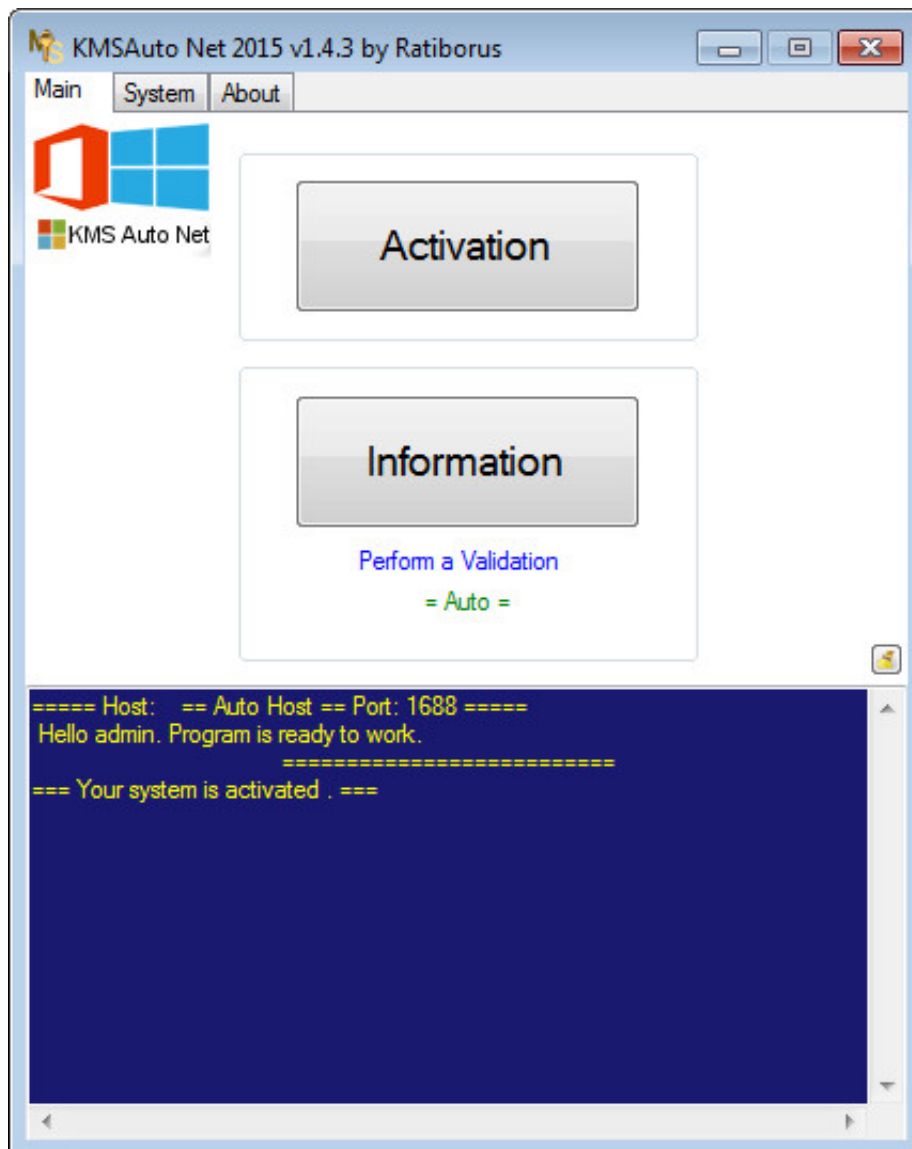 KMSAuto Net 2015 v1.4.3 by Ratiborus
Main System About
KMS Auto Net
Activation
Information
Perform a Validation
= Auto =
===== Host: == Auto Host == Port: 1688 =====
Hello admin. Program is ready to work.
==========================
=== Your system is activated . ===